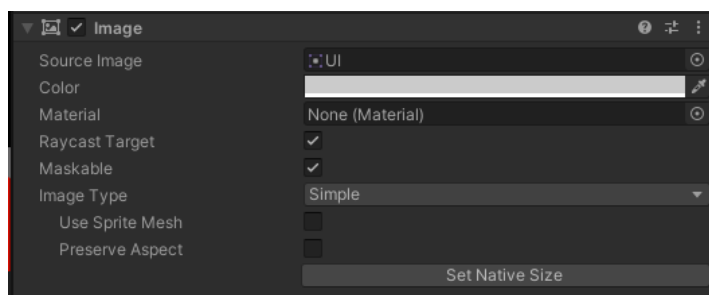 Image
Source Image UI
Color
Material None (Material)
Raycast Target
Maskable
Image Type Simple
Use Sprite Mesh
Preserve Aspect
Set Native Size